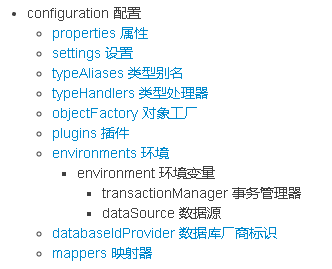 configuration 配置
properties 属性
settings 设置
typeAliases 类型别名
typeHandlers 类型处理器
objectFactory 对象工厂
plugins 插件
environments 环境
environment 环境变量
transactionManager 事务管理器
dataSource 数据源
databaseIdProvider 数据库厂商标识
mappers 映射器